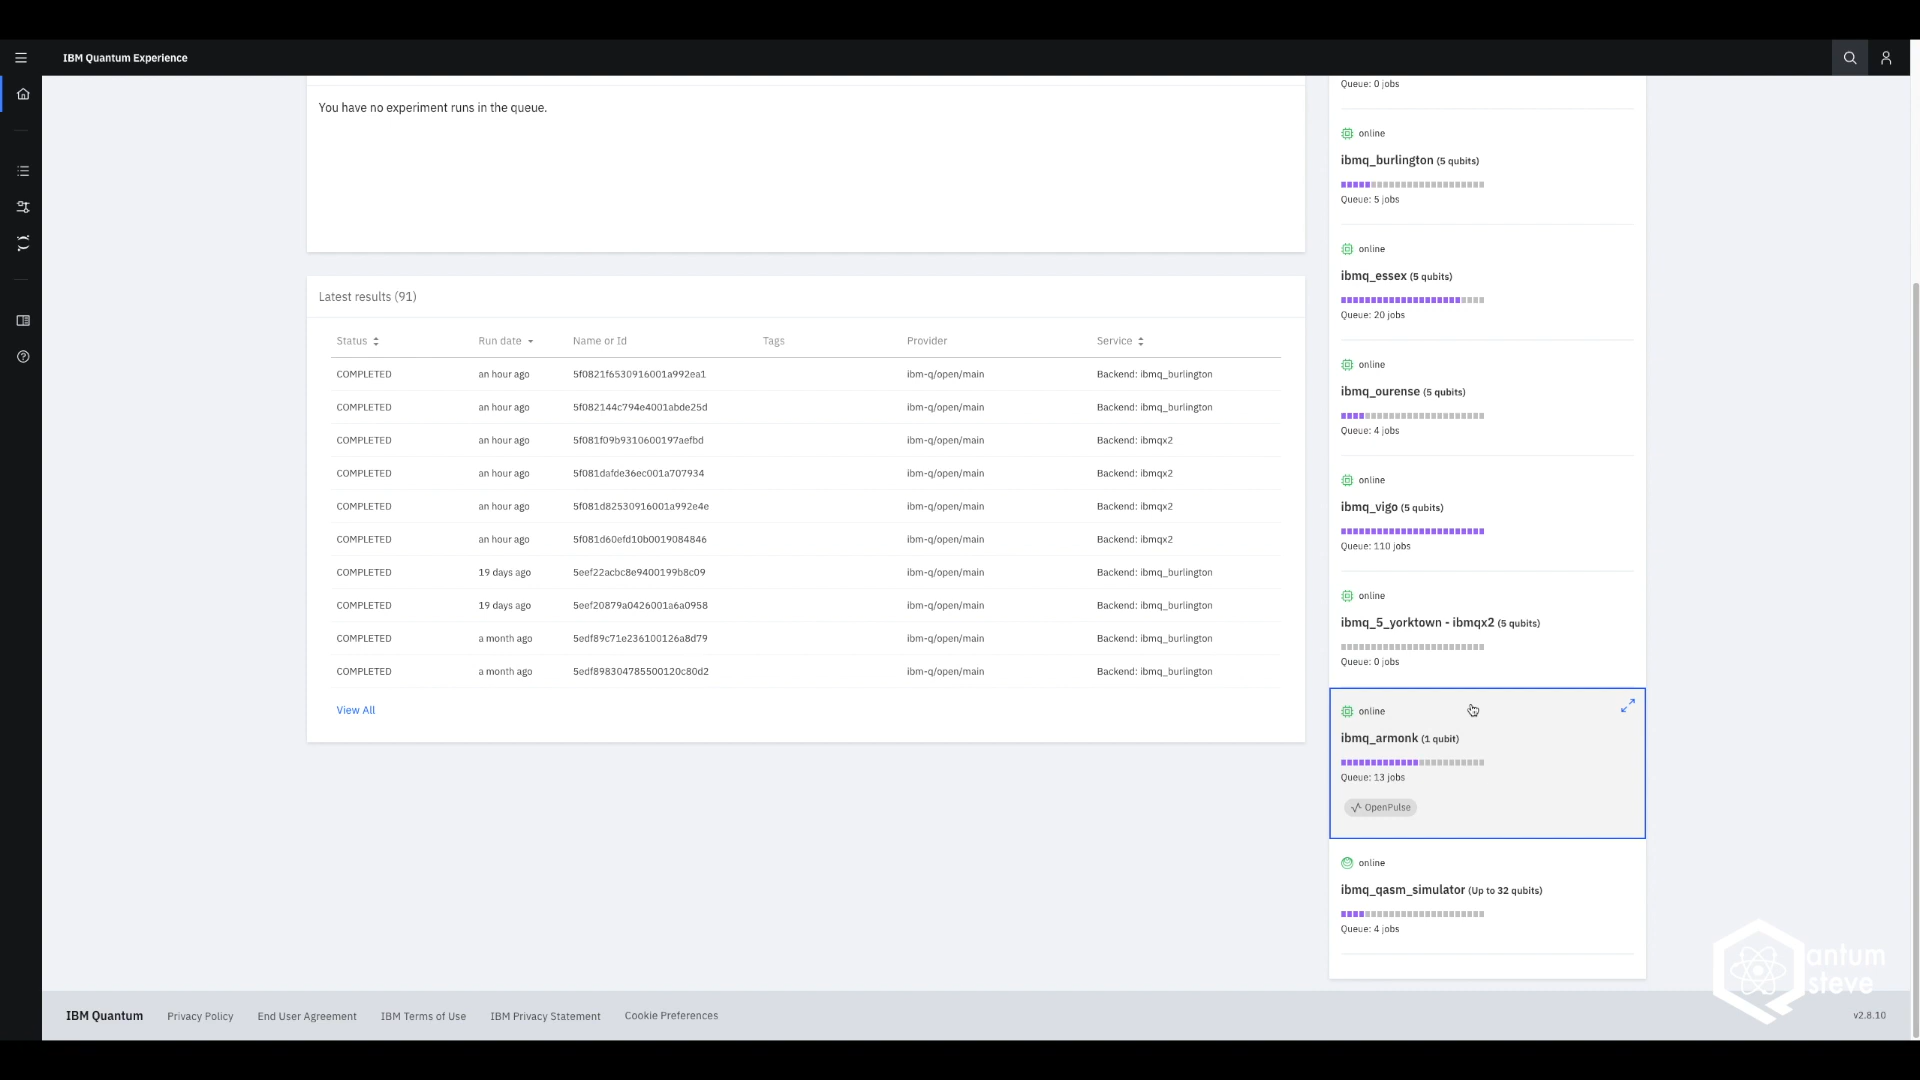 IBM Quantum Experience
You have no experiment runs in the queue.
Latest results (91)
Status Run date Name or Id Tags Provider Service
COMPLETED an hour ago 5f0821f6530916001a992ea1 ibm-q/open/main Backend: ibmq_burlington
COMPLETED an hour ago 5f082144c794e4001abde25d ibm-q/open/main Backend: ibmq_burlington
COMPLETED an hour ago 5f081f09b9310600197aefbd ibm-q/open/main Backend: ibmqx2
COMPLETED an hour ago 5f081dafde36ec001a707934 ibm-q/open/main Backend: ibmqx2
COMPLETED an hour ago 5f081d82530916001a992e4e ibm-q/open/main Backend: ibmqx2
COMPLETED an hour ago 5f081d60efd10b0019084846 ibm-q/open/main Backend: ibmqx2
COMPLETED 19 days ago 5eef22acbc8e9400199b8c09 ibm-q/open/main Backend: ibmq_burlington
COMPLETED 19 days ago 5eef20879a0426001a6a0958 ibm-q/open/main Backend: ibmq_burlington
COMPLETED a month ago 5edf89c71e236100126a8d79 ibm-q/open/main Backend: ibmq_burlington
COMPLETED a month ago 5edf898304785500120c80d2 ibm-q/open/main Backend: ibmq_burlington
View All
Queue: 0 jobs
online
ibmq_burlington (5 qubits)
Queue: 5 jobs
online
ibmq_essex (5 qubits)
Queue: 20 jobs
online
ibmq_ourense (5 qubits)
Queue: 4 jobs
online
ibmq_vigo (5 qubits)
Queue: 110 jobs
online
ibmq_5_yorktown - ibmqx2 (5 qubits)
Queue: 0 jobs
online
ibmq_armonk (1 qubit)
Queue: 13 jobs
OpenPulse
online
ibmq_qasm_simulator (Up to 32 qubits)
Queue: 4 jobs
antum
steve
IBM Quantum Privacy Policy End User Agreement IBM Terms of Use IBM Privacy Statement Cookie Preferences v2.8.10